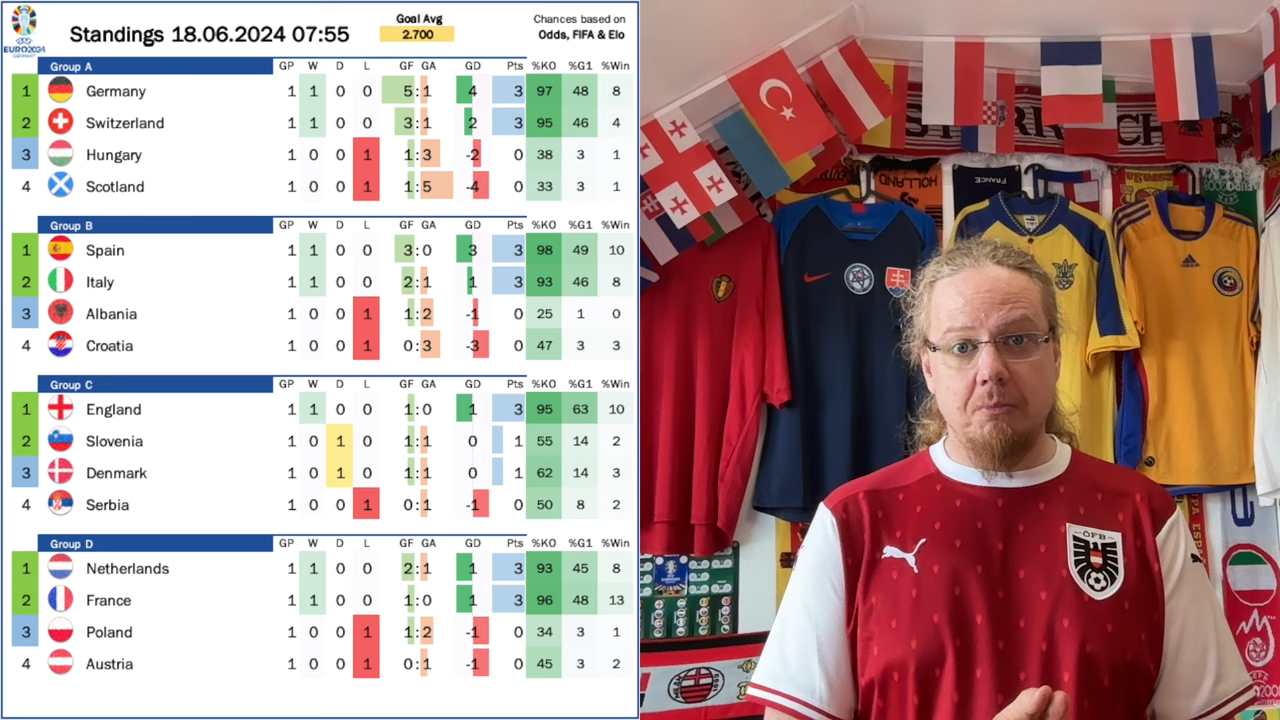 UEFA
EURO2024
GERMANY
Standings 18.06.2024 07:55
Goal Avg
2.700
Chances based on
Odds, FIFA & Elo
Group A GP W D L GF GA GD Pts %KO %G1 %Win
1 Germany 1 1 0 0 5:1 4 3 97 48 8
2 Switzerland 1 1 0 0 3:1 2 3 95 46 4
3 Hungary 1 0 0 1 1:3 -2 0 38 3 1
4 Scotland 1 0 0 1 1:5 -4 0 33 3 1
Group B GP W D L GF GA GD Pts %KO %G1 %Win
1 Spain 1 1 0 0 3:0 3 3 98 49 10
2 Italy 1 1 0 0 2:1 1 3 93 46 8
3 Albania 1 0 0 1 1:2 -1 0 25 1 0
4 Croatia 1 0 0 1 0:3 -3 0 47 3 3
Group C GP W D L GF GA GD Pts %KO %G1 %Win
1 England 1 1 0 0 1:0 1 3 95 63 10
2 Slovenia 1 0 1 0 1:1 0 1 55 14 2
3 Denmark 1 0 1 0 1:1 0 1 62 14 3
4 Serbia 1 0 0 1 0:1 -1 0 50 8 2
Group D GP W D L GF GA GD Pts %KO %G1 %Win
1 Netherlands 1 1 0 0 2:1 1 3 93 45 8
2 France 1 1 0 0 1:0 1 3 96 48 13
3 Poland 1 0 0 1 1:2 -1 0 34 3 1
4 Austria 1 0 0 1 0:1 -1 0 45 3 2
HOLLAND
FRANCE
ÖFB